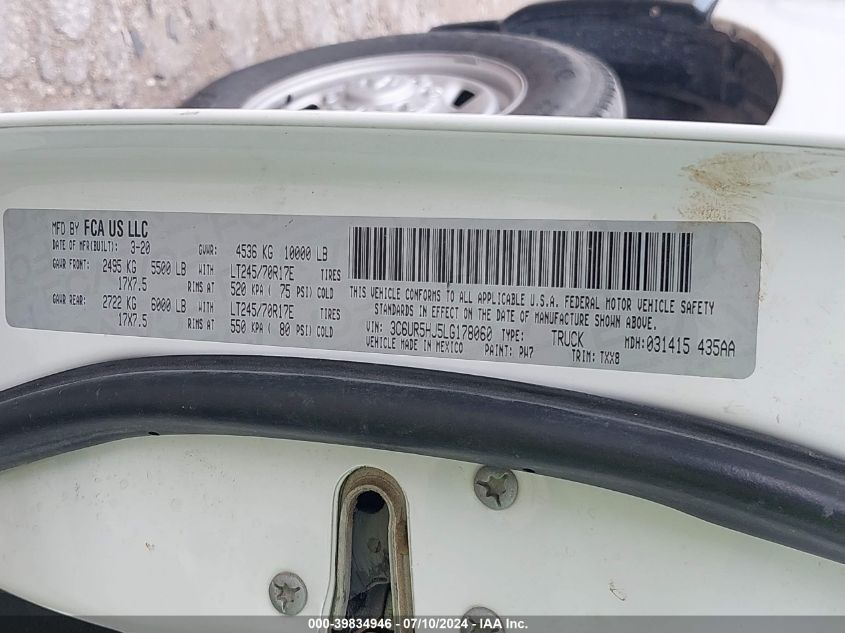 MFD BY FCA US LLC
DATE OF MFR(BUILT): 3-20 GVWR: 4536 KG 10000 LB
GAWR FRONT: 2495 KG 5500 LB WITH LT245/70R17E TIRES
17X7.5 RIMS AT 520 KPA ( 75 PSI) COLD
GAWR REAR: 2722 KG 6000 LB WITH LT245/70R17E TIRES
17X7.5 RIMS AT 550 KPA ( 80 PSI) COLD
THIS VEHICLE CONFORMS TO ALL APPLICABLE U.S.A. FEDERAL MOTOR VEHICLE SAFETY
STANDARDS IN EFFECT ON THE DATE OF MANUFACTURE SHOWN ABOVE.
VIN: 3C6UR5HJ5LG178060 TYPE: TRUCK MDH: 031415 435AA
VEHICLE MADE IN MEXICO PAINT: PW7 TRIM: TXX8
000-39834946 - 07/10/2024 - IAA Inc.